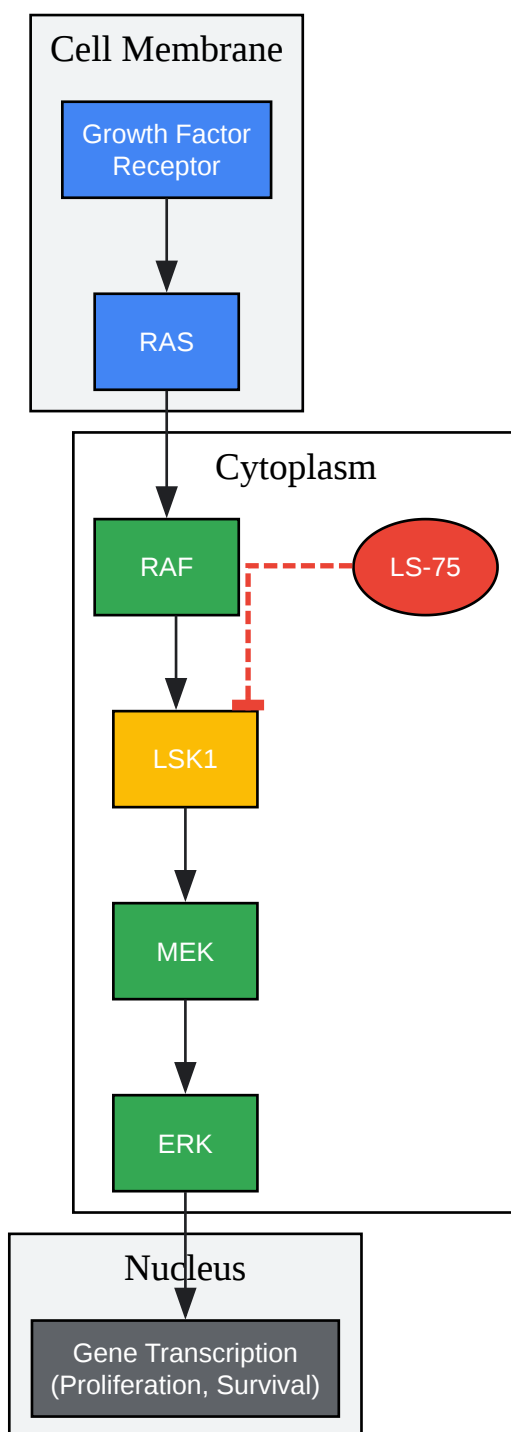 Cell Membrane
Growth Factor
Receptor
RAS
Cytoplasm
RAF
LS-75
LSK1
MEK
ERK
Nucleus
Gene Transcription
(Proliferation, Survival)